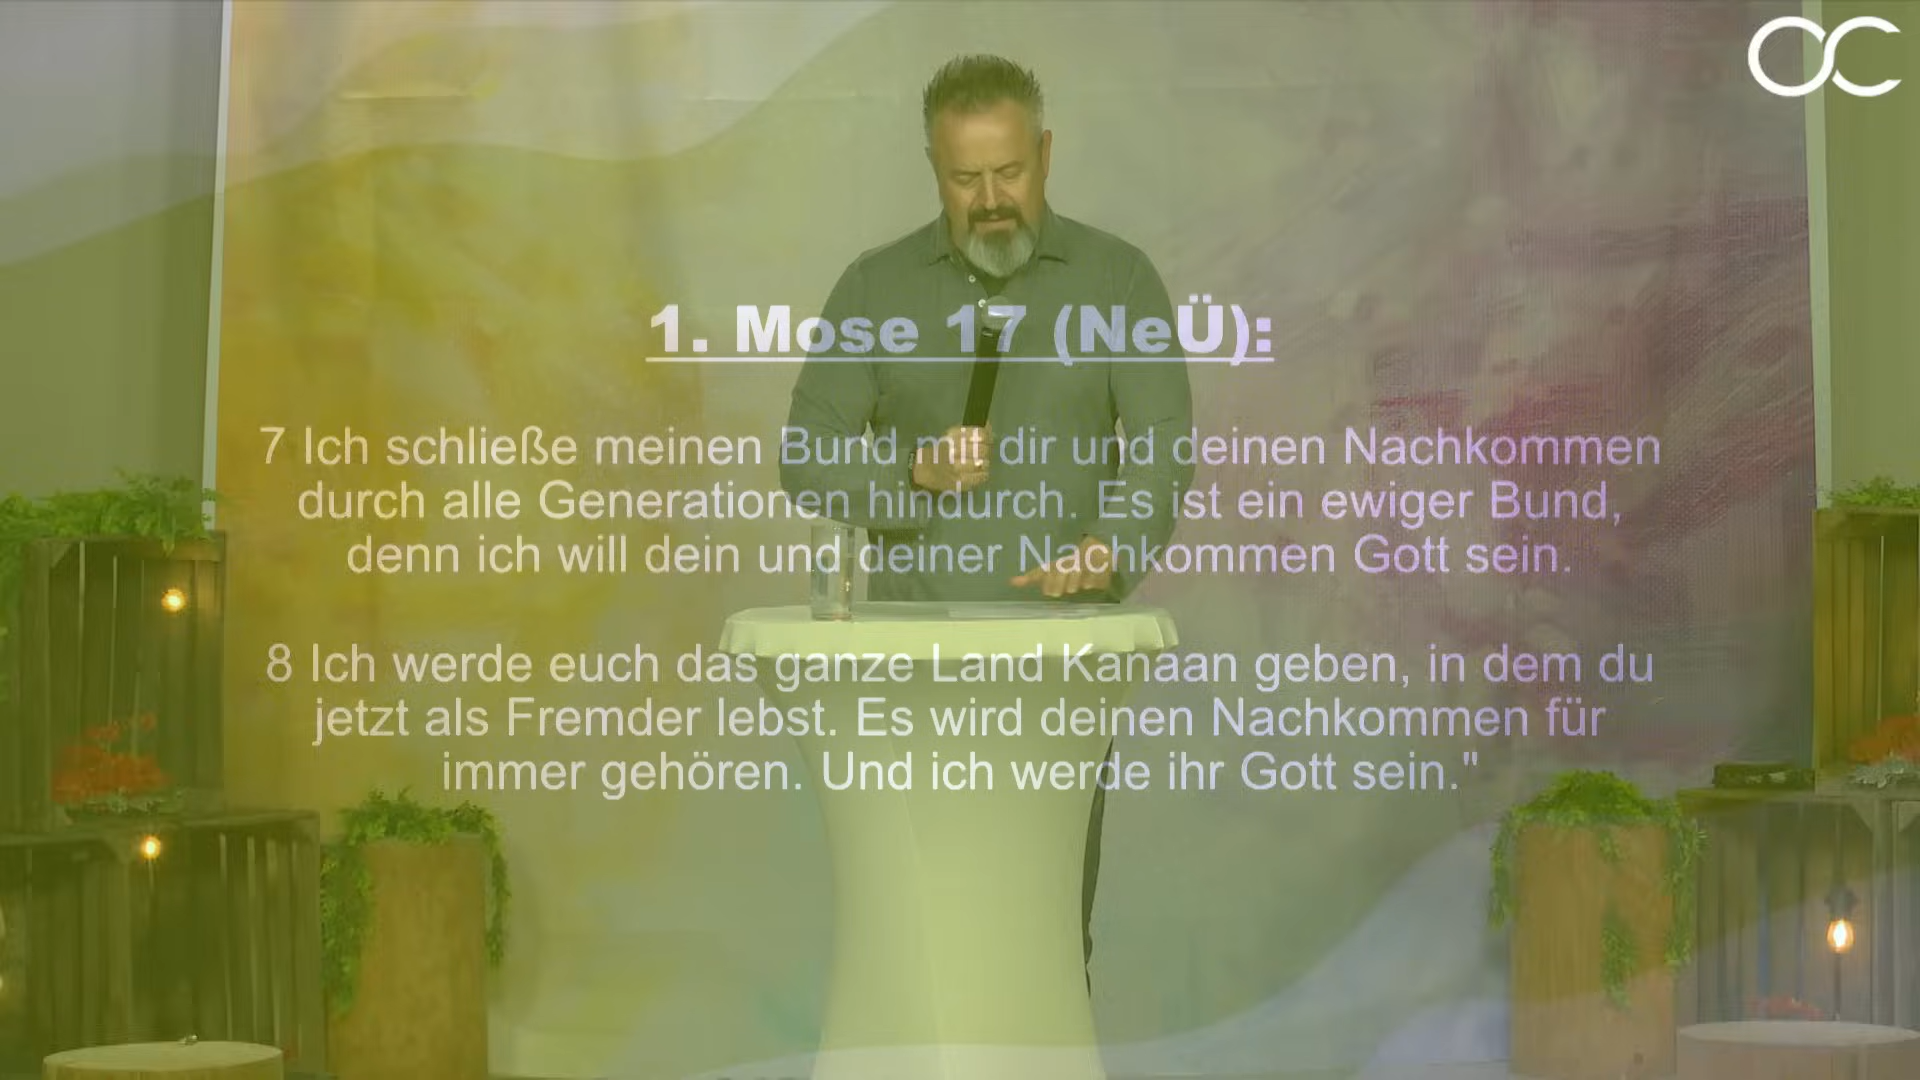 OC
1. Mose 17 (NeÜ):
7 Ich schließe meinen Bund mit dir und deinen Nachkommen
durch alle Generationen hindurch. Es ist ein ewiger Bund,
denn ich will dein und deiner Nachkommen Gott sein.
8 Ich werde euch das ganze Land Kanaan geben, in dem du
jetzt als Fremder lebst. Es wird deinen Nachkommen für
immer gehören. Und ich werde ihr Gott sein."